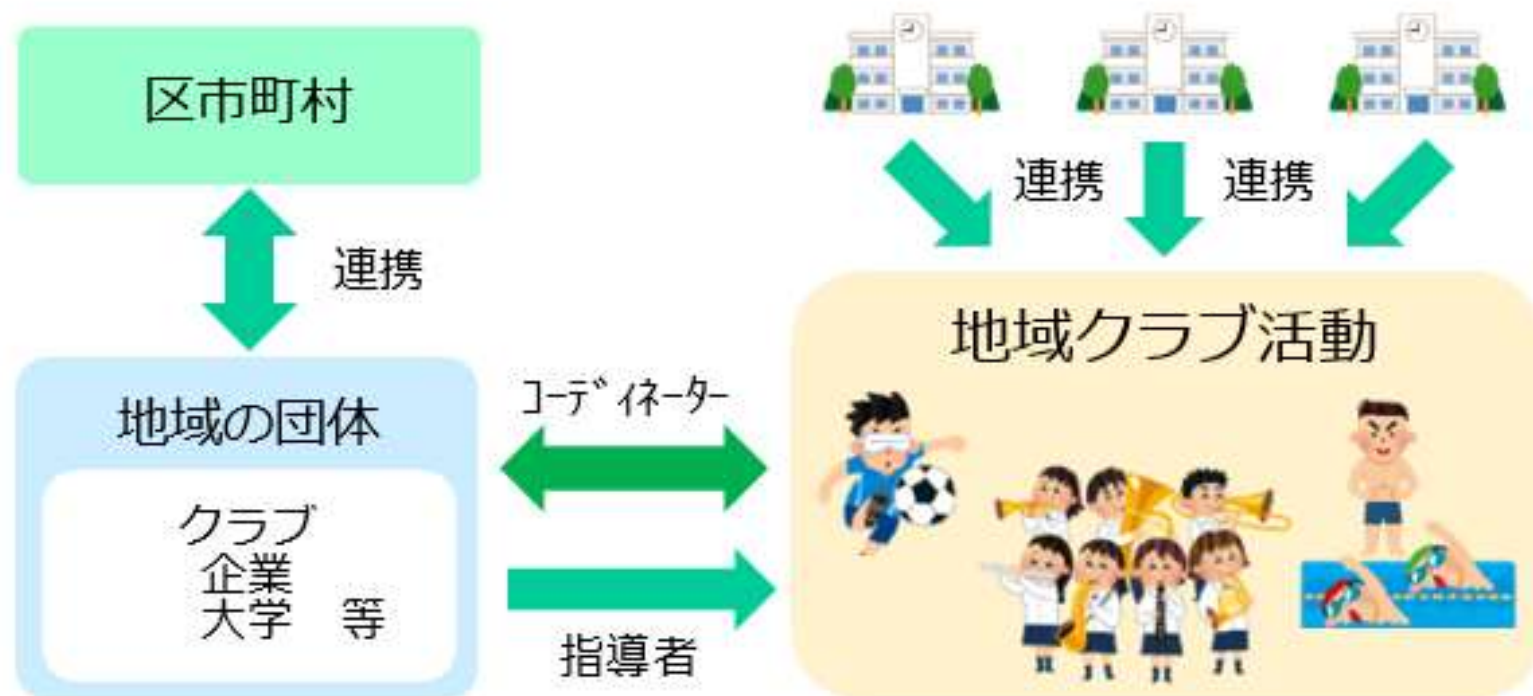 区市町村
連携
連携
連携
地域の団体
クラブ
企業
大学　等
ｺｰﾃﾞｨﾈｰﾀｰ
指導者
地域クラブ活動